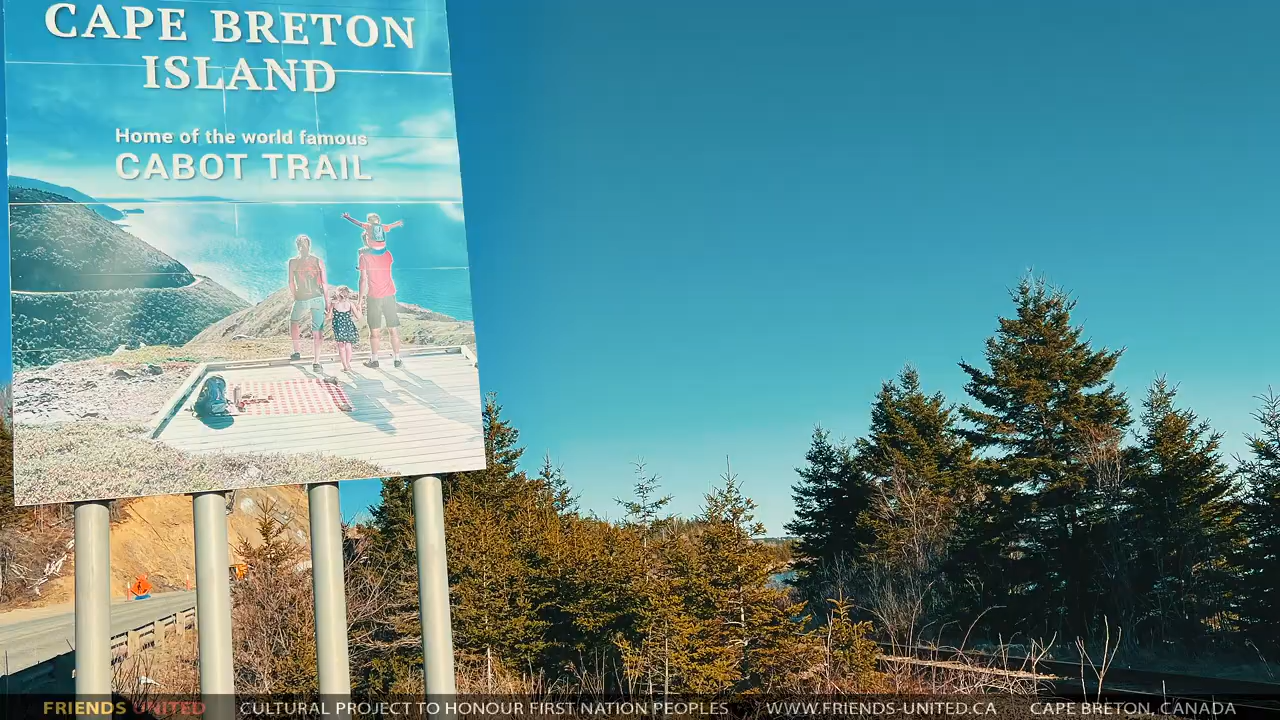 CAPE BRETON
ISLAND
Home of the world famous
CABOT TRAIL
FRIENDS UNITED CULTURAL PROJECT TO HONOUR FIRST NATION PEOPLES WWW.FRIENDS-UNITED.CA CAPE BRETON, CANADA